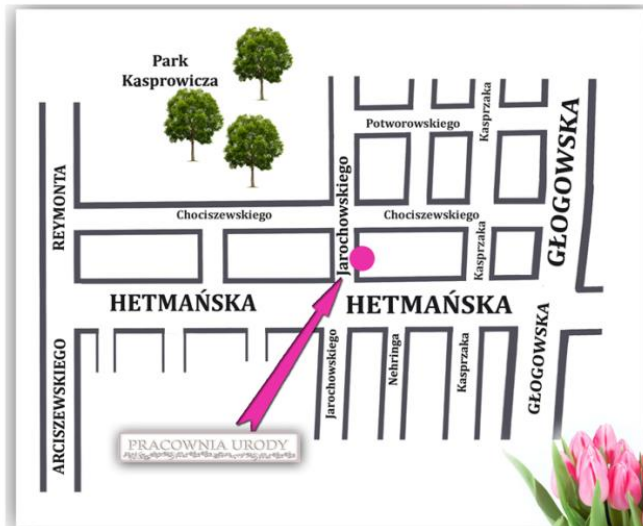 Park
Kasprowicza
Potworowskiego
Kasprzaka
REYMONTA
Jarochowskiego
GŁOGOWSKA
Chociszewskiego
Chociszewskiego
Kasprzaka
HETMAŃSKA
HETMAŃSKA
ARCISZEWSKIEGO
Jarochowskiego
Nehringa
Kasprzaka
GŁOGOWSKA
PRACOWNIA URODY